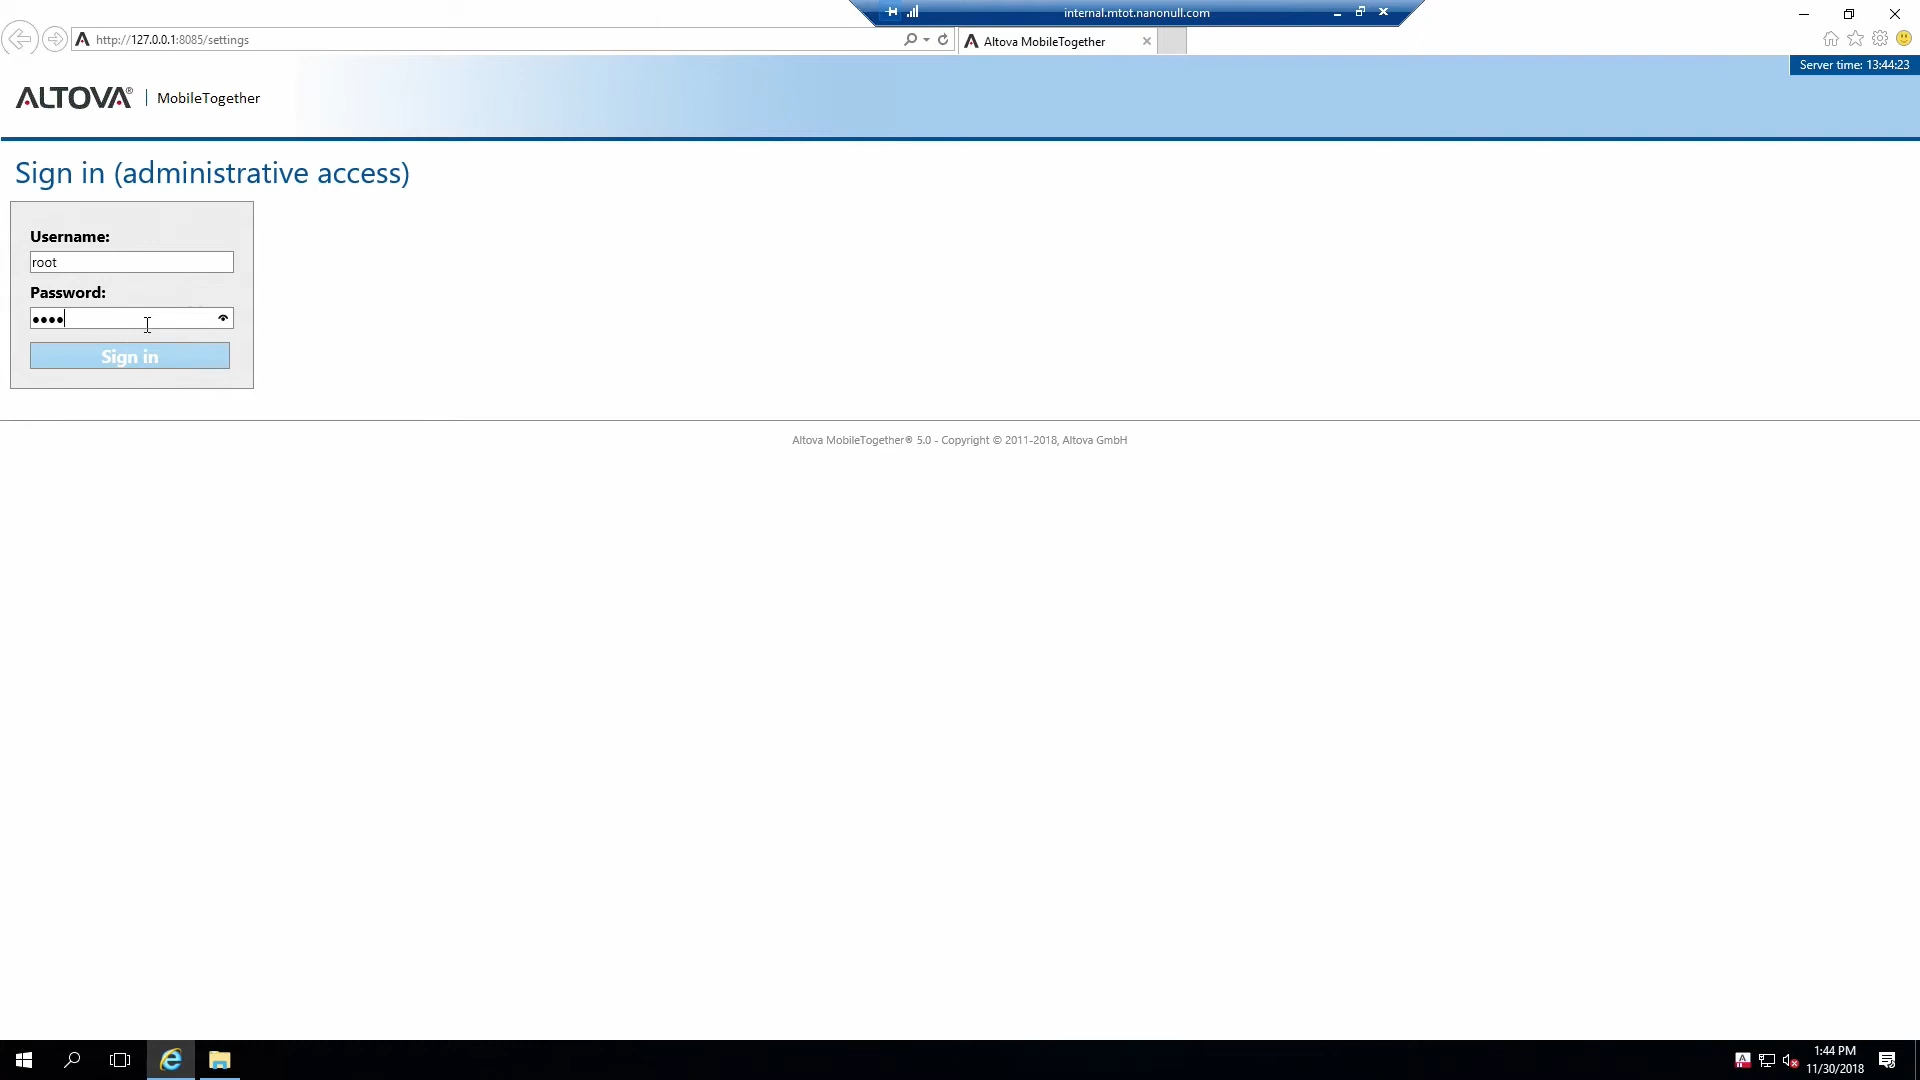 internal.mtot.nanonull.com
http://127.0.0.1:8085/settings
Altova MobileTogether
Server time: 13:44:23
ALTOVA® | MobileTogether
Sign in (administrative access)
Username:
root
Password:
••••
Sign in
Altova MobileTogether® 5.0 - Copyright © 2011-2018, Altova GmbH
1:44 PM
11/30/2018